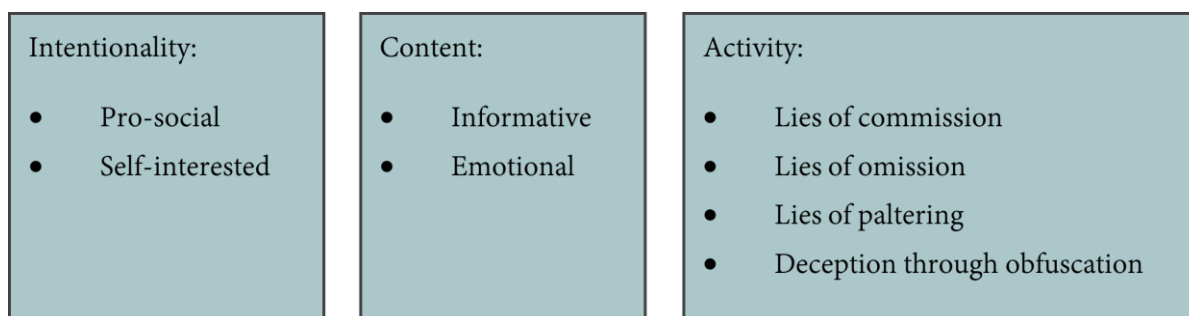 Intentionality:
• Pro-social
• Self-interested
Content:
• Informative
• Emotional
Activity:
• Lies of commission
• Lies of omission
• Lies of paltering
• Deception through obfuscation